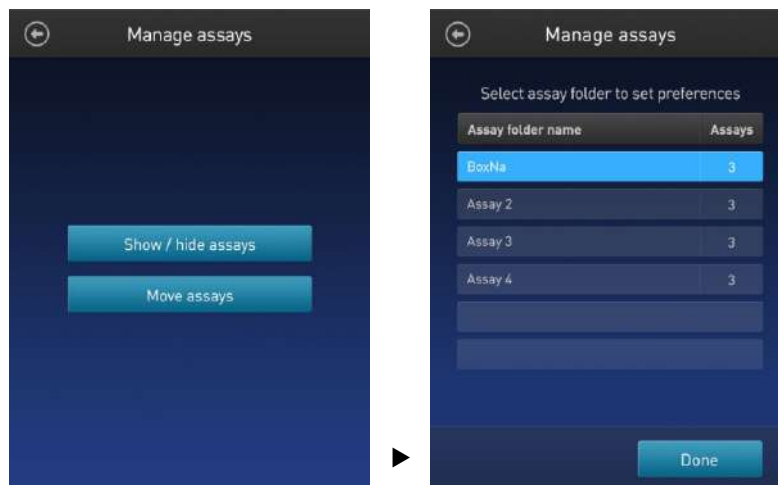 Manage assays
Show / hide assays
Move assays
Manage assays
Select assay folder to set preferences
Assay folder name Assays
BoxNa 3
Assay 2 3
Assay 3 3
Assay 4 3
Done